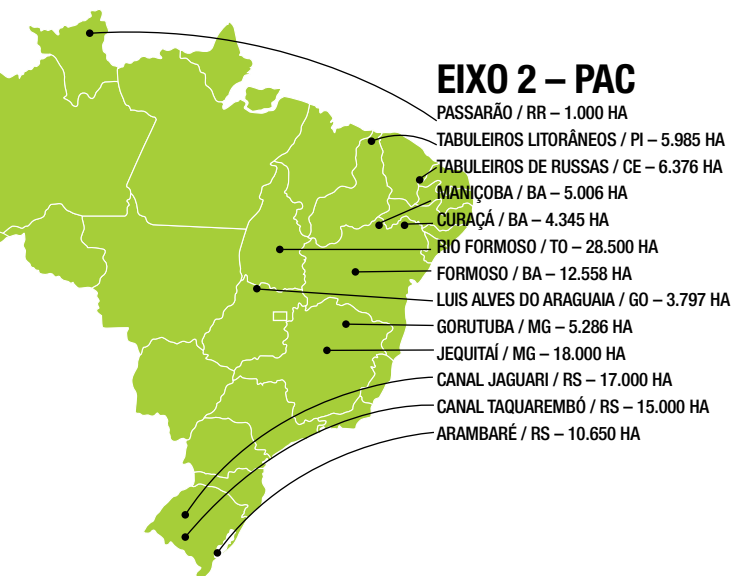 EIXO 2 – PAC
PASSARÃO / RR – 1.000 HA
TABULEIROS LITORÂNEOS / PI – 5.985 HA
TABULEIROS DE RUSSAS / CE – 6.376 HA
MANIÇOBA / BA – 5.006 HA
CURAÇÁ / BA – 4.345 HA
RIO FORMOSO / TO – 28.500 HA
FORMOSO / BA – 12.558 HA
LUIS ALVES DO ARAGUAIA / GO – 3.797 HA
GORUTUBA / MG – 5.286 HA
JEQUITAÍ / MG – 18.000 HA
CANAL JAGUARI / RS – 17.000 HA
CANAL TAQUAREMBÓ / RS – 15.000 HA
ARAMBARÉ / RS – 10.650 HA